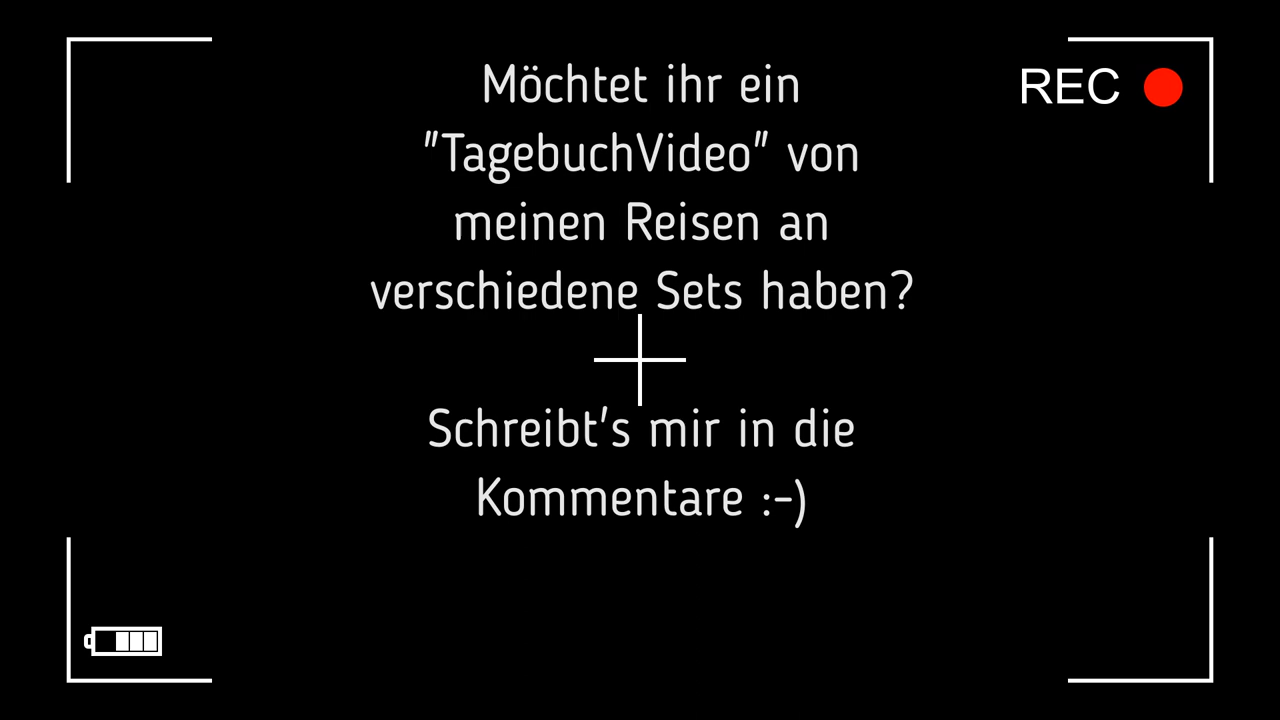 Möchtet ihr ein
REC
"TagebuchVideo" von
meinen Reisen an
verschiedene Sets haben?
Schreibt's mir in die
Kommentare :-)